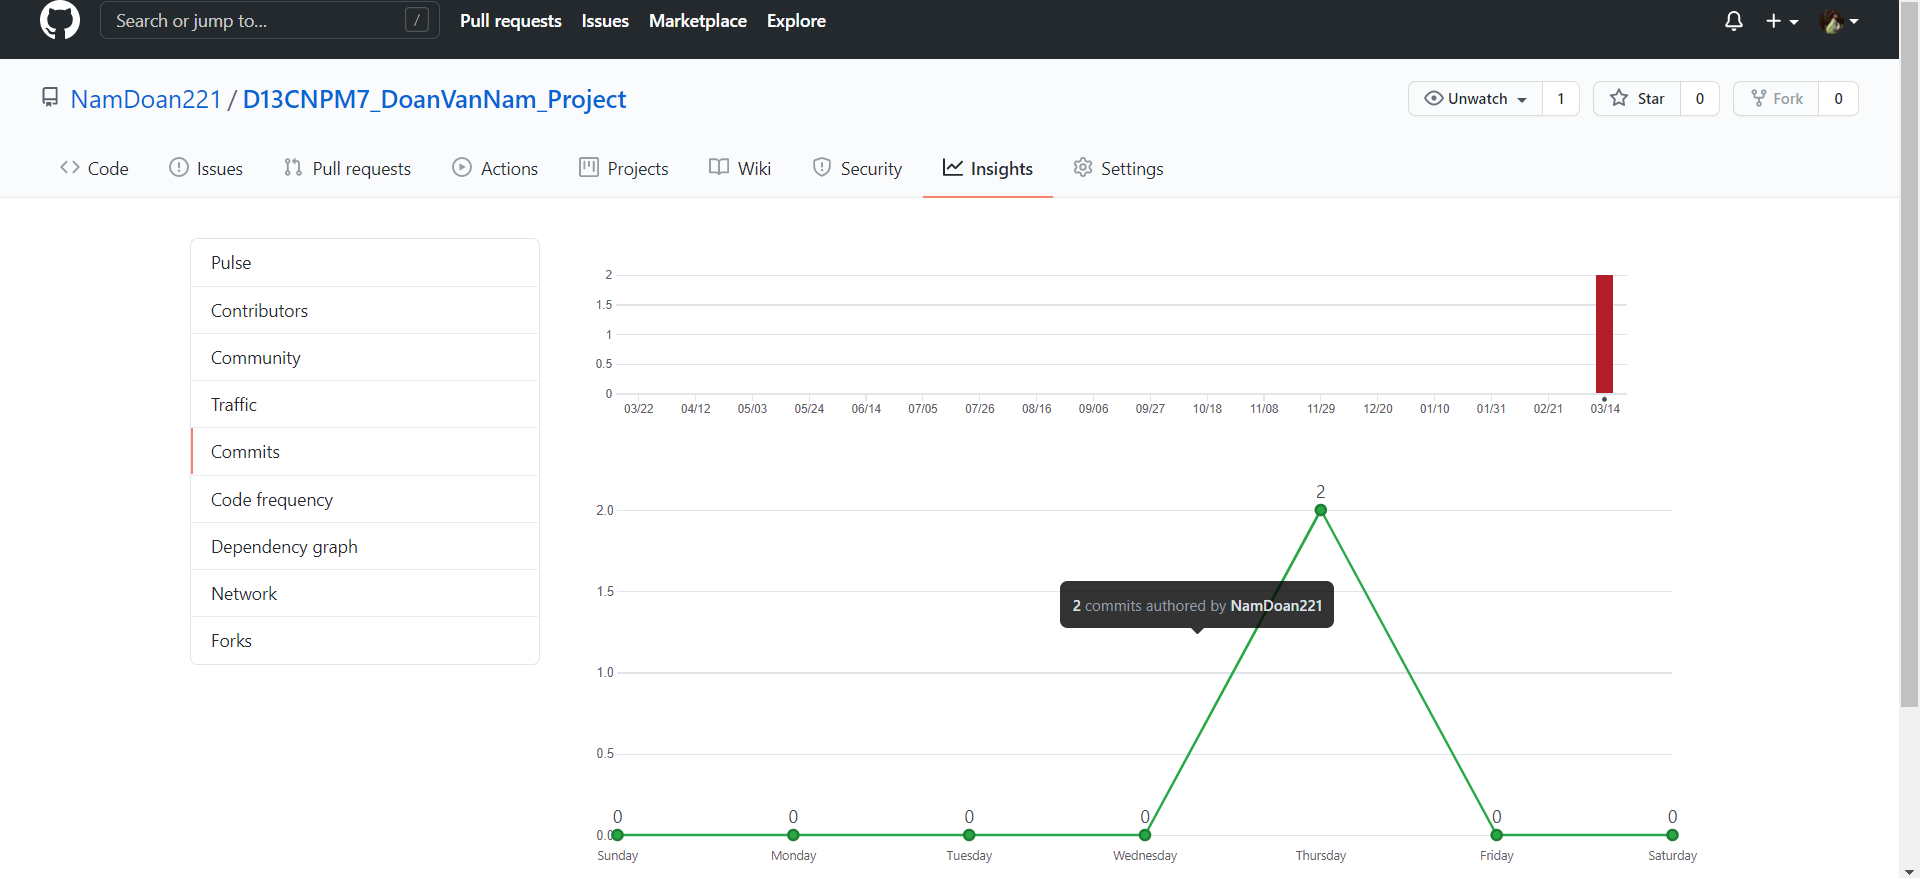 Search or jump to... / Pull requests Issues Marketplace Explore
NamDoan221 / D13CNPM7_DoanVanNam_Project Unwatch 1 Star 0 Fork 0
Code Issues Pull requests Actions Projects Wiki Security Insights Settings
Pulse
Contributors
Community
Traffic
Commits
Code frequency
Dependency graph
Network
Forks
2
1.5
1
0.5
0
03/22 04/12 05/03 05/24 06/14 07/05 07/26 08/16 09/06 09/27 10/18 11/08 11/29 12/20 01/10 01/31 02/21 03/14
2
2.0
1.5
2 commits authored by NamDoan221
1.0
0.5
0 0 0 0 0 0
0.0
Sunday Monday Tuesday Wednesday Thursday Friday Saturday